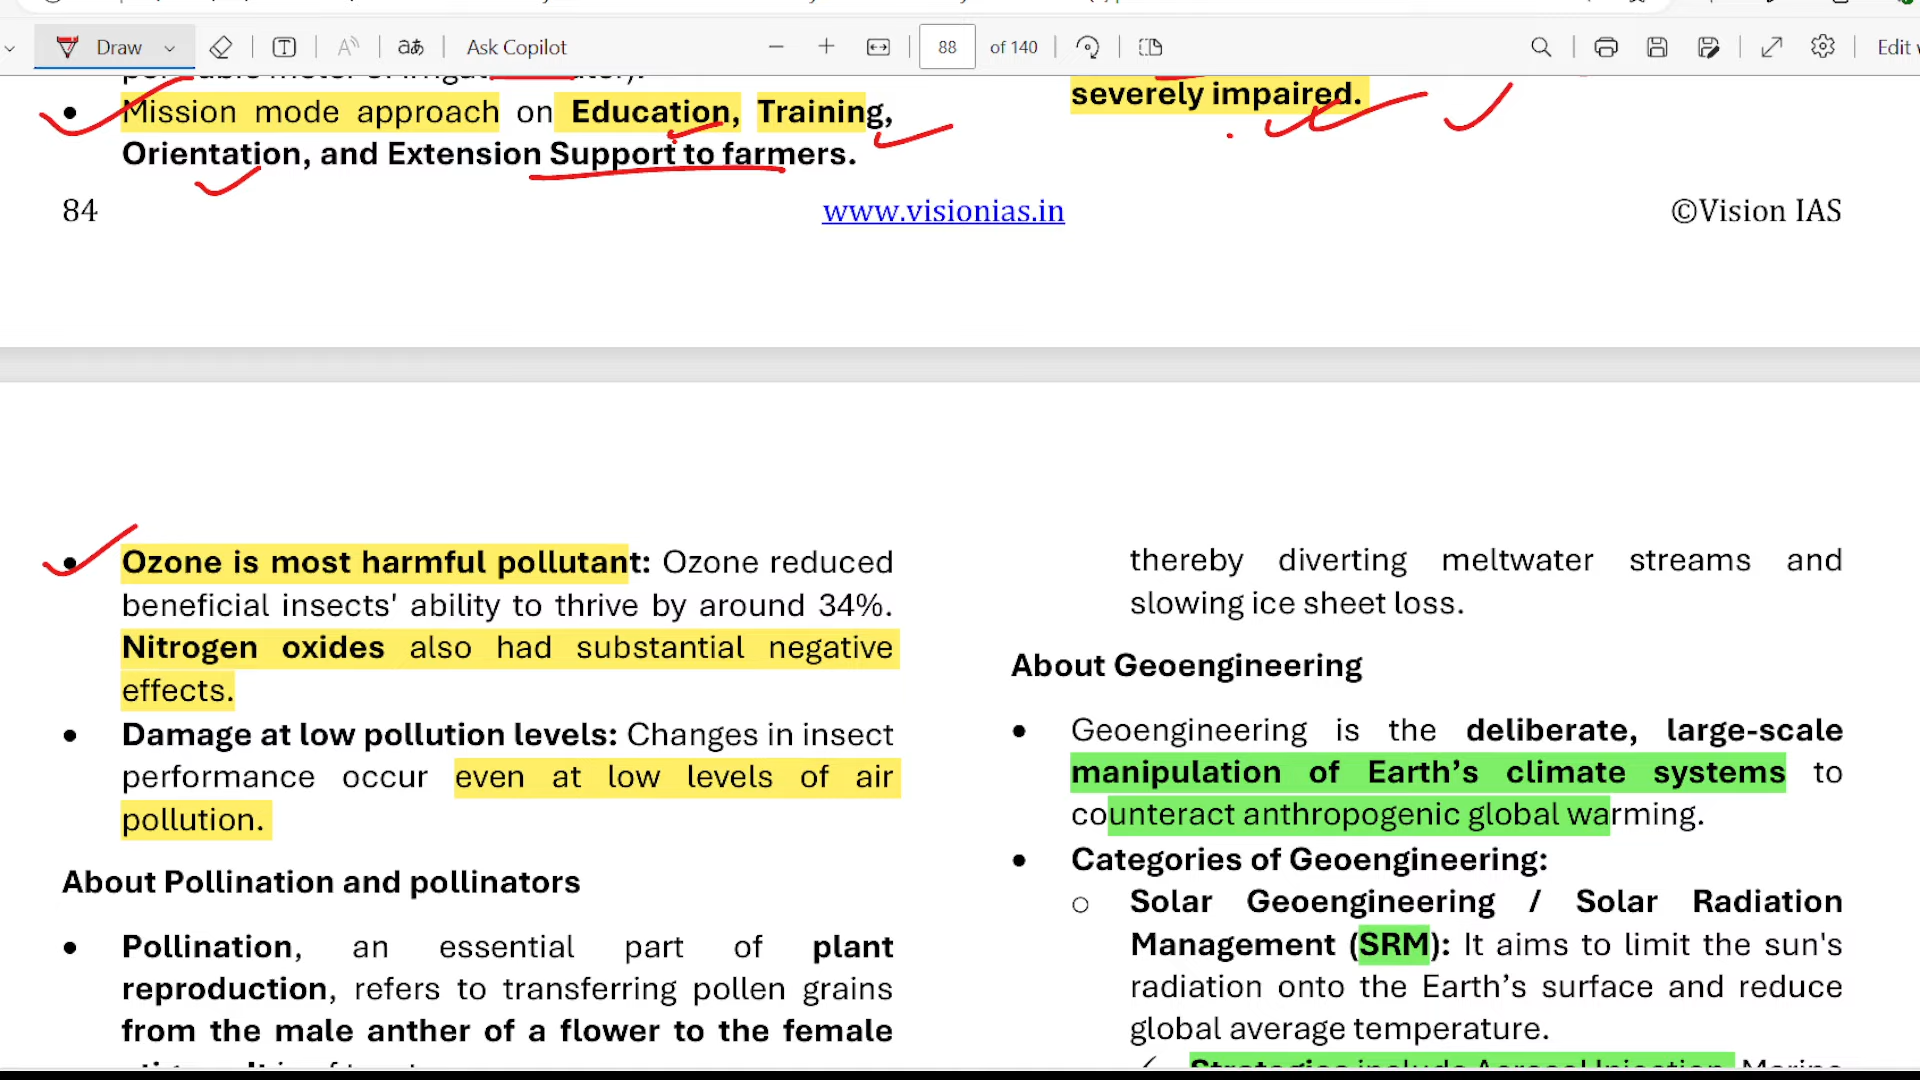 Draw
aあ
Ask Copilot
88 of 140
Edit
Mission mode approach on Education, Training,
Orientation, and Extension Support to farmers.
severely impaired.
84
www.visionias.in
©Vision IAS
Ozone is most harmful pollutant: Ozone reduced
beneficial insects' ability to thrive by around 34%.
Nitrogen oxides also had substantial negative
effects.
Damage at low pollution levels: Changes in insect
performance occur even at low levels of air
pollution.
About Pollination and pollinators
Pollination, an essential part of plant
reproduction, refers to transferring pollen grains
from the male anther of a flower to the female
thereby diverting meltwater streams and
slowing ice sheet loss.
About Geoengineering
Geoengineering is the deliberate, large-scale
manipulation of Earth’s climate systems to
counteract anthropogenic global warming.
Categories of Geoengineering:
Solar Geoengineering / Solar Radiation
Management (SRM): It aims to limit the sun's
radiation onto the Earth’s surface and reduce
global average temperature.
Strategies include Aerosol Injection, Marine